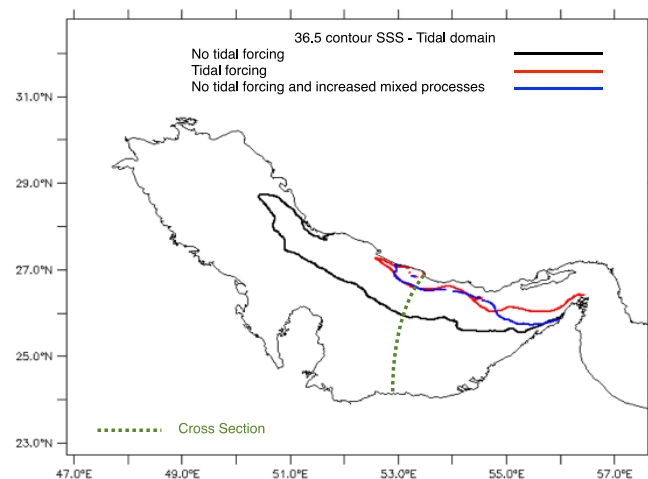 36.5 contour SSS - Tidal domain
No tidal forcing
Tidal forcing
No tidal forcing and increased mixed processes
31.0°N
29.0°N
27.0°N
25.0°N
23.0°N
Cross Section
47.0°E 49.0°E 51.0°E 53.0°E 55.0°E 57.0°E